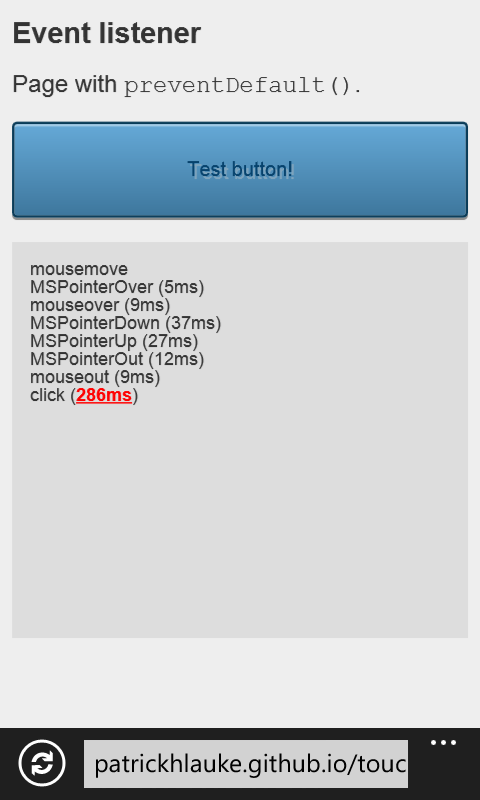 Event listener
Page with preventDefault().
Test button!
mousemove
MSPointerOver (5ms)
mouseover (9ms)
MSPointerDown (37ms)
MSPointerUp (27ms)
MSPointerOut (12ms)
mouseout (9ms)
click (286ms)
patrickhlauke.github.io/touc